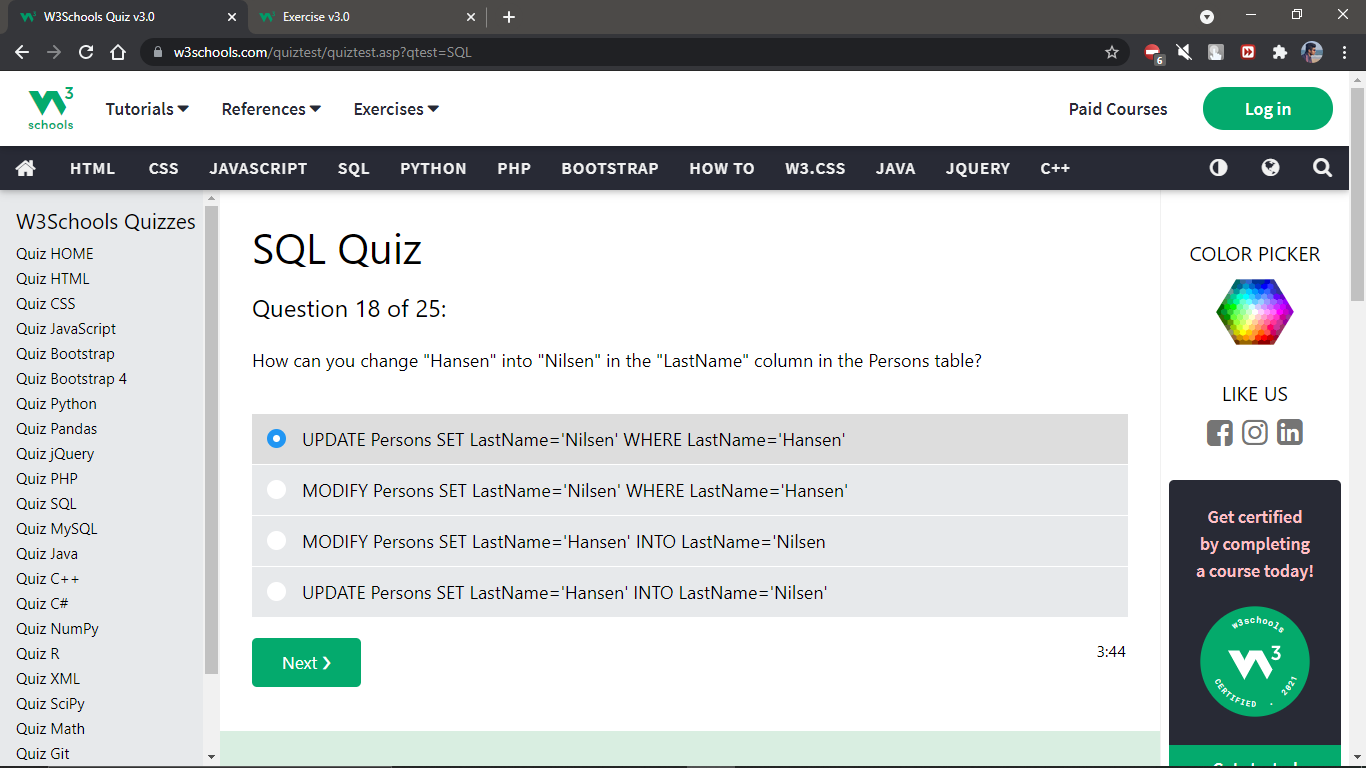 W3Schools Quiz v3.0
Exercise v3.0
w3schools.com/quiztest/quiztest.asp?qtest=SQL
6
3
schools
Tutorials
References
Exercises
Paid Courses
Log in
HTML CSS JAVASCRIPT SQL PYTHON PHP BOOTSTRAP HOW TO W3.CSS JAVA JQUERY C++
W3Schools Quizzes
Quiz HOME
Quiz HTML
Quiz CSS
Quiz JavaScript
Quiz Bootstrap
Quiz Bootstrap 4
Quiz Python
Quiz Pandas
Quiz jQuery
Quiz PHP
Quiz SQL
Quiz MySQL
Quiz Java
Quiz C++
Quiz C#
Quiz NumPy
Quiz R
Quiz XML
Quiz SciPy
Quiz Math
Quiz Git
SQL Quiz
Question 18 of 25:
How can you change "Hansen" into "Nilsen" in the "LastName" column in the Persons table?
UPDATE Persons SET LastName='Nilsen' WHERE LastName='Hansen'
MODIFY Persons SET LastName='Nilsen' WHERE LastName='Hansen'
MODIFY Persons SET LastName='Hansen' INTO LastName='Nilsen
UPDATE Persons SET LastName='Hansen' INTO LastName='Nilsen'
Next ❯
3:44
COLOR PICKER
LIKE US
Get certified
by completing
a course today!
w3schools
3
CERTIFIED . 2021